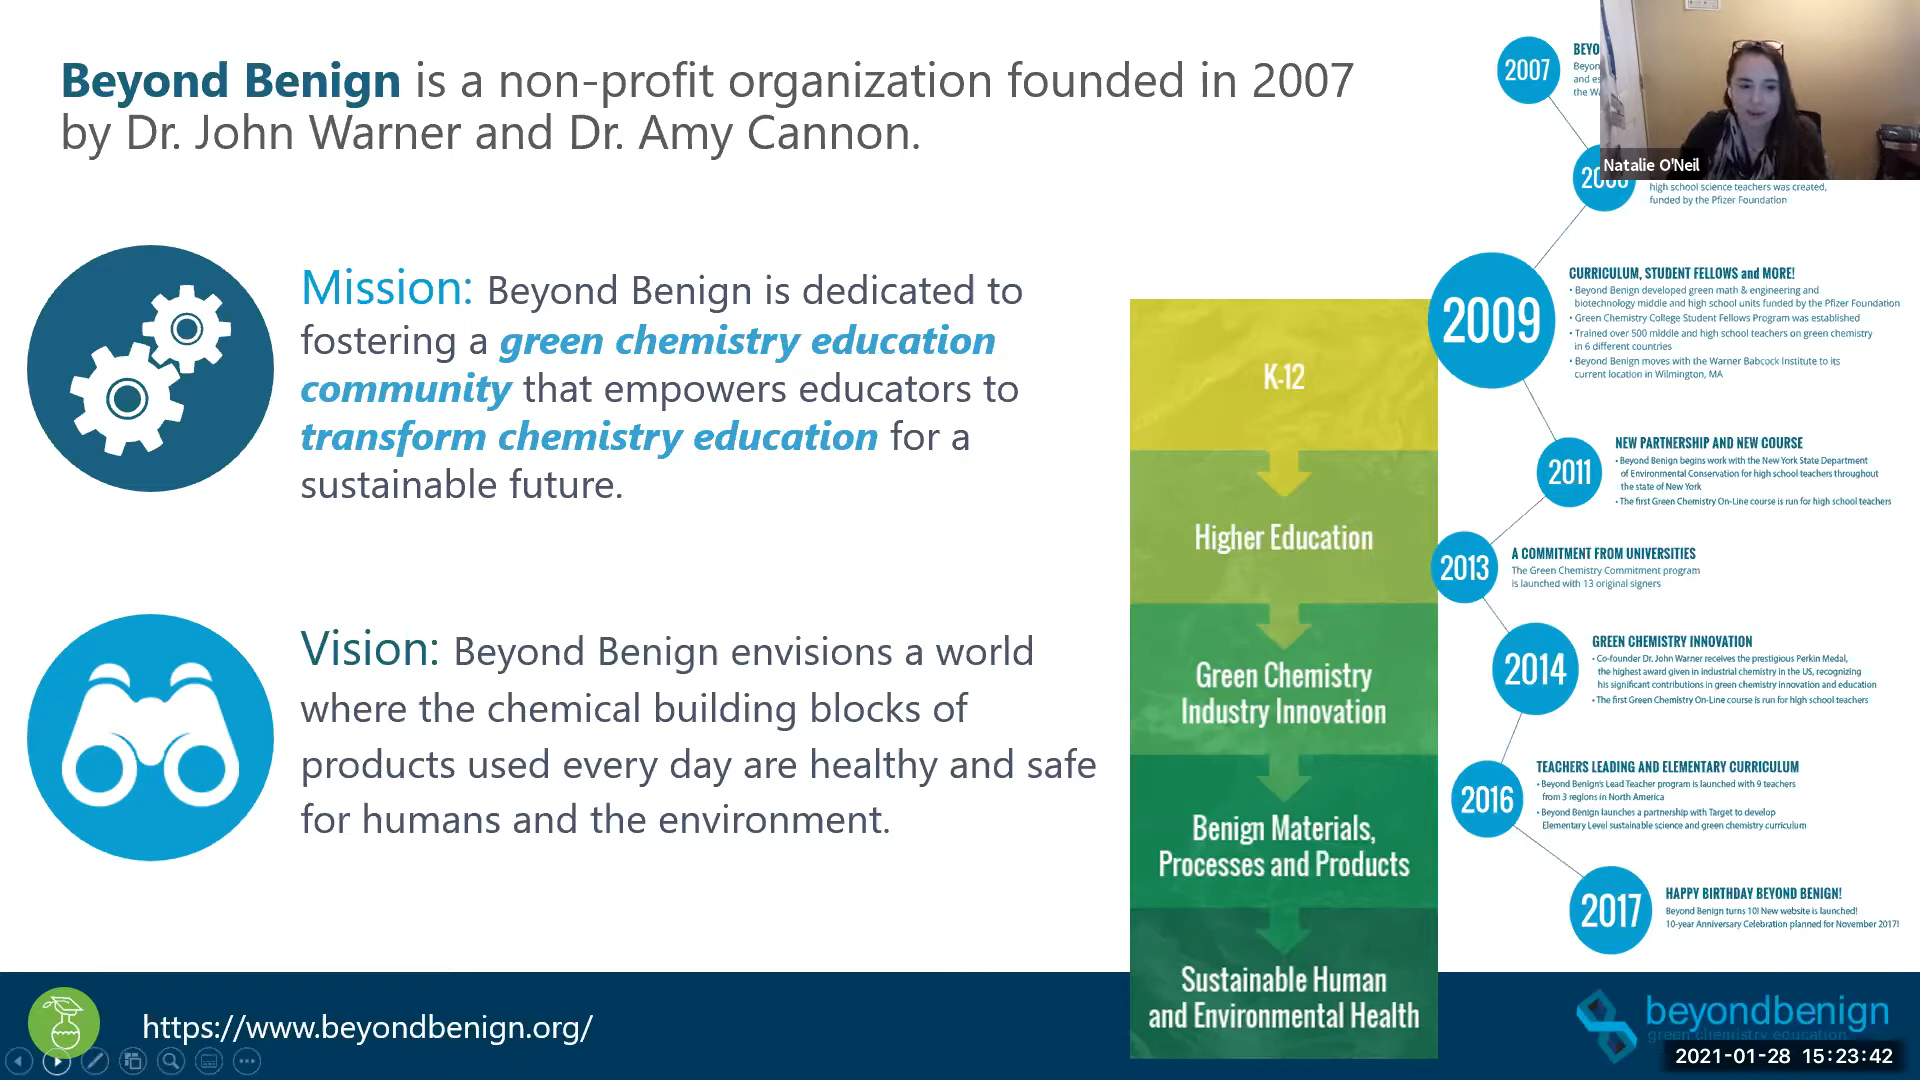 Beyond Benign is a non-profit organization founded in 2007
by Dr. John Warner and Dr. Amy Cannon.
Mission: Beyond Benign is dedicated to
fostering a green chemistry education
community that empowers educators to
transform chemistry education for a
sustainable future.
Vision: Beyond Benign envisions a world
where the chemical building blocks of
products used every day are healthy and safe
for humans and the environment.
K-12
Higher Education
Green Chemistry
Industry Innovation
Benign Materials,
Processes and Products
Sustainable Human
and Environmental Health
2007
Natalie O'Neil
high school science teachers was created,
funded by the Pfizer Foundation
2009
CURRICULUM, STUDENT FELLOWS and MORE!
• Beyond Benign developed green math & engineering and
biotechnology middle and high school units funded by the Pfizer Foundation
• Green Chemistry College Student Fellows Program was established
• Trained over 500 middle and high school teachers on green chemistry
in 6 different countries
• Beyond Benign moves with the Warner Babcock Institute to its
current location in Wilmington, MA
2011
NEW PARTNERSHIP AND NEW COURSE
• Beyond Benign begins work with the New York State Department
of Environmental Conservation for high school teachers throughout
the state of New York
• The first Green Chemistry On-Line course is run for high school teachers
2013
A COMMITMENT FROM UNIVERSITIES
The Green Chemistry Commitment program
is launched with 13 original signers
2014
GREEN CHEMISTRY INNOVATION
• Co-founder Dr. John Warner receives the prestigious Perkin Medal,
the highest award given in industrial chemistry in the US, recognizing
his significant contributions in green chemistry innovation and education
• The first Green Chemistry On-Line course is run for high school teachers
2016
TEACHERS LEADING AND ELEMENTARY CURRICULUM
• Beyond Benign's Lead Teacher program is launched with 9 teachers
from 3 regions in North America
• Beyond Benign launches a partnership with Target to develop
Elementary Level sustainable science and green chemistry curriculum
2017
HAPPY BIRTHDAY BEYOND BENIGN!
Beyond Benign turns 10! New website is launched!
10-year Anniversary Celebration planned for November 2017!
https://www.beyondbenign.org/
beyondbenign
green chemistry education
2021-01-28 15:23:42